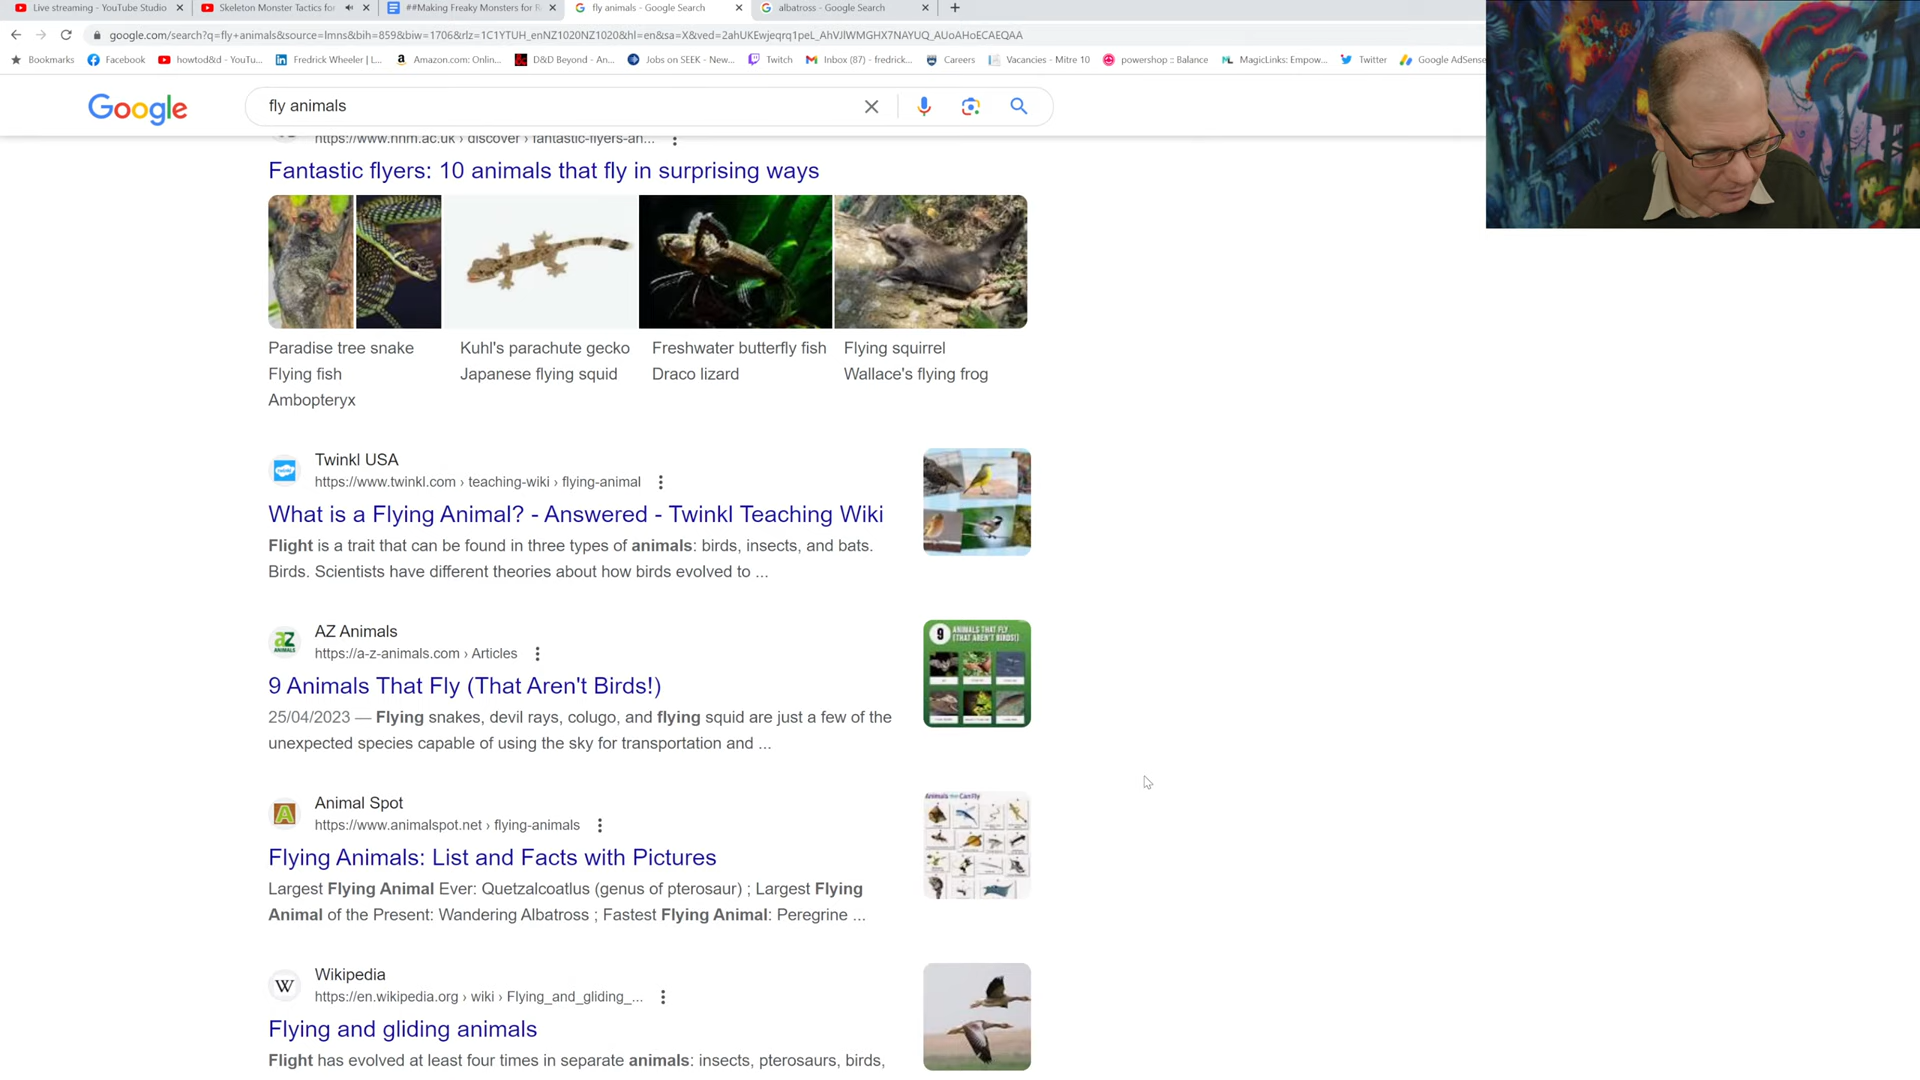 Live streaming - YouTube Studio
Skeleton Monster Tactics for
##Making Freaky Monsters for
fly animals - Google Search
albatross - Google Search
google.com/search?q=fly+animals&source=lmns&bih=859&biw=1706&rlz=1C1YTUH_enNZ1020NZ1020&hl=en&sa=X&ved=2ahUKEwjeqrq1peL_AhVJlWMGHX7NAYUQ_AUoAHoECAEQAA
Bookmarks
Facebook
howtod&d - YouTu...
Fredrick Wheeler | L...
Amazon.com: Onlin...
D&D Beyond - An...
Jobs on SEEK - New...
Twitch
Inbox (87) - fredrick...
Careers
Vacancies - Mitre 10
powershop :: Balance
MagicLinks: Empow...
Twitter
Google AdSense
Google
fly animals
https://www.nhm.ac.uk › discover › fantastic-flyers-an...
Fantastic flyers: 10 animals that fly in surprising ways
Paradise tree snake
Kuhl's parachute gecko
Freshwater butterfly fish
Flying squirrel
Flying fish
Japanese flying squid
Draco lizard
Wallace's flying frog
Ambopteryx
Twinkl USA
https://www.twinkl.com › teaching-wiki › flying-animal
What is a Flying Animal? - Answered - Twinkl Teaching Wiki
Flight is a trait that can be found in three types of animals: birds, insects, and bats.
Birds. Scientists have different theories about how birds evolved to ...
AZ Animals
https://a-z-animals.com › Articles
9 Animals That Fly (That Aren't Birds!)
25/04/2023 — Flying snakes, devil rays, colugo, and flying squid are just a few of the
unexpected species capable of using the sky for transportation and ...
9 ANIMALS THAT FLY
(THAT AREN'T BIRDS!)
Animal Spot
https://www.animalspot.net › flying-animals
Flying Animals: List and Facts with Pictures
Largest Flying Animal Ever: Quetzalcoatlus (genus of pterosaur) ; Largest Flying
Animal of the Present: Wandering Albatross ; Fastest Flying Animal: Peregrine ...
Animals that Can Fly
Wikipedia
https://en.wikipedia.org › wiki › Flying_and_gliding_...
Flying and gliding animals
Flight has evolved at least four times in separate animals: insects, pterosaurs, birds,